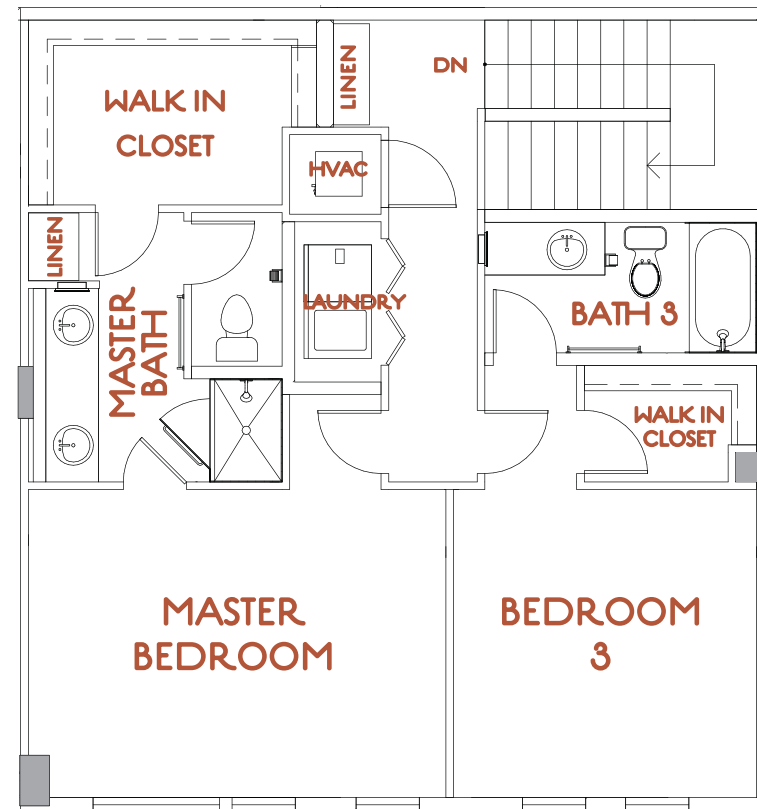 WALK IN
CLOSET
LINEN
DN
HVAC
LINEN
MASTER
BATH
LAUNDRY
BATH 3
WALK IN
CLOSET
MASTER
BEDROOM
BEDROOM
3